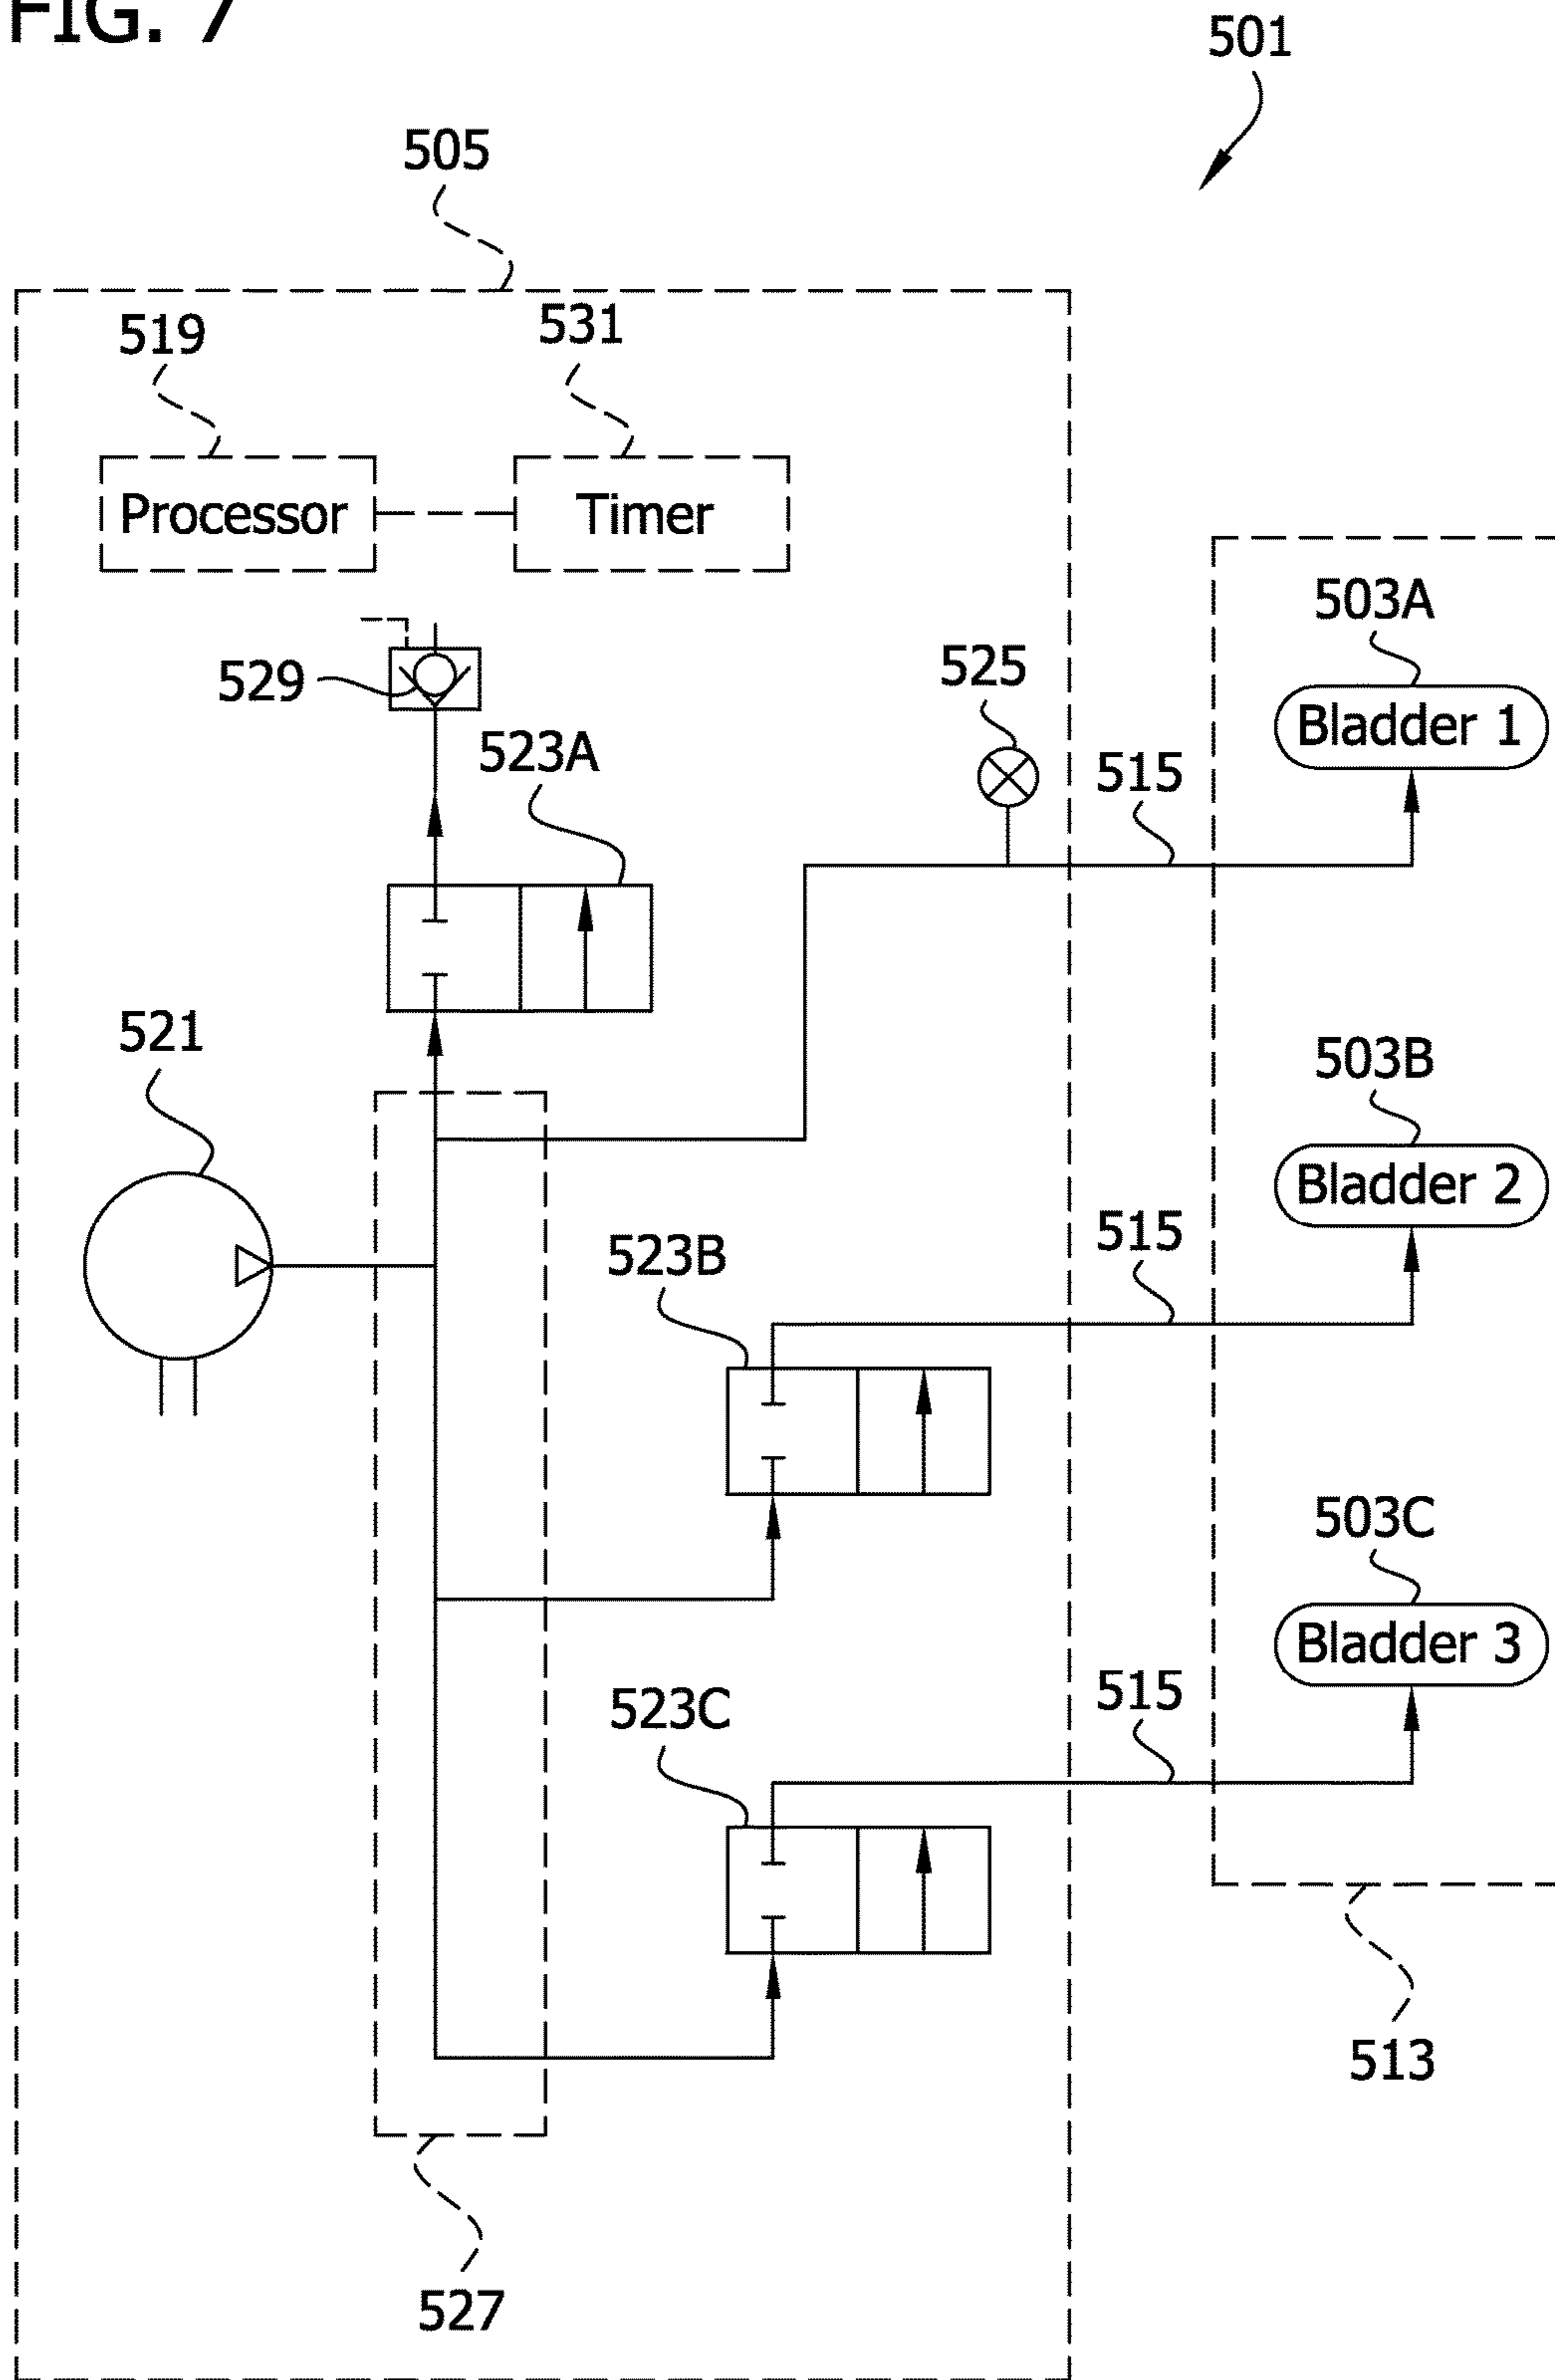 FIG. 7
501
505
519
531
Processor
Timer
503A
529
525
Bladder 1
523A
515
521
503B
Bladder 2
515
523B
503C
Bladder 3
515
523C
513
527